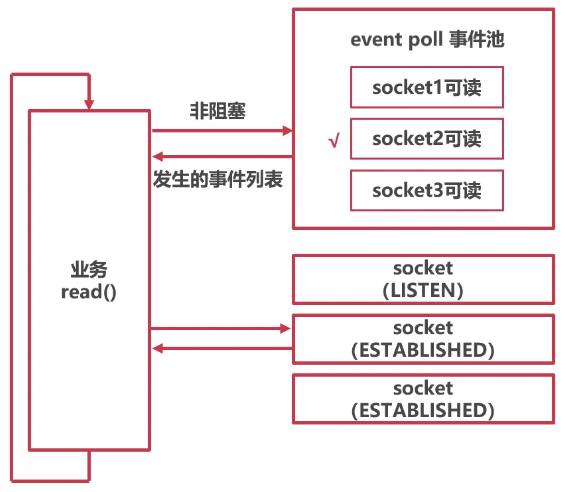 event poll 事件池
socket1可读
非阻塞
√
socket2可读
发生的事件列表
socket3可读
业务
read()
socket
(LISTEN)
socket
(ESTABLISHED)
socket
(ESTABLISHED)